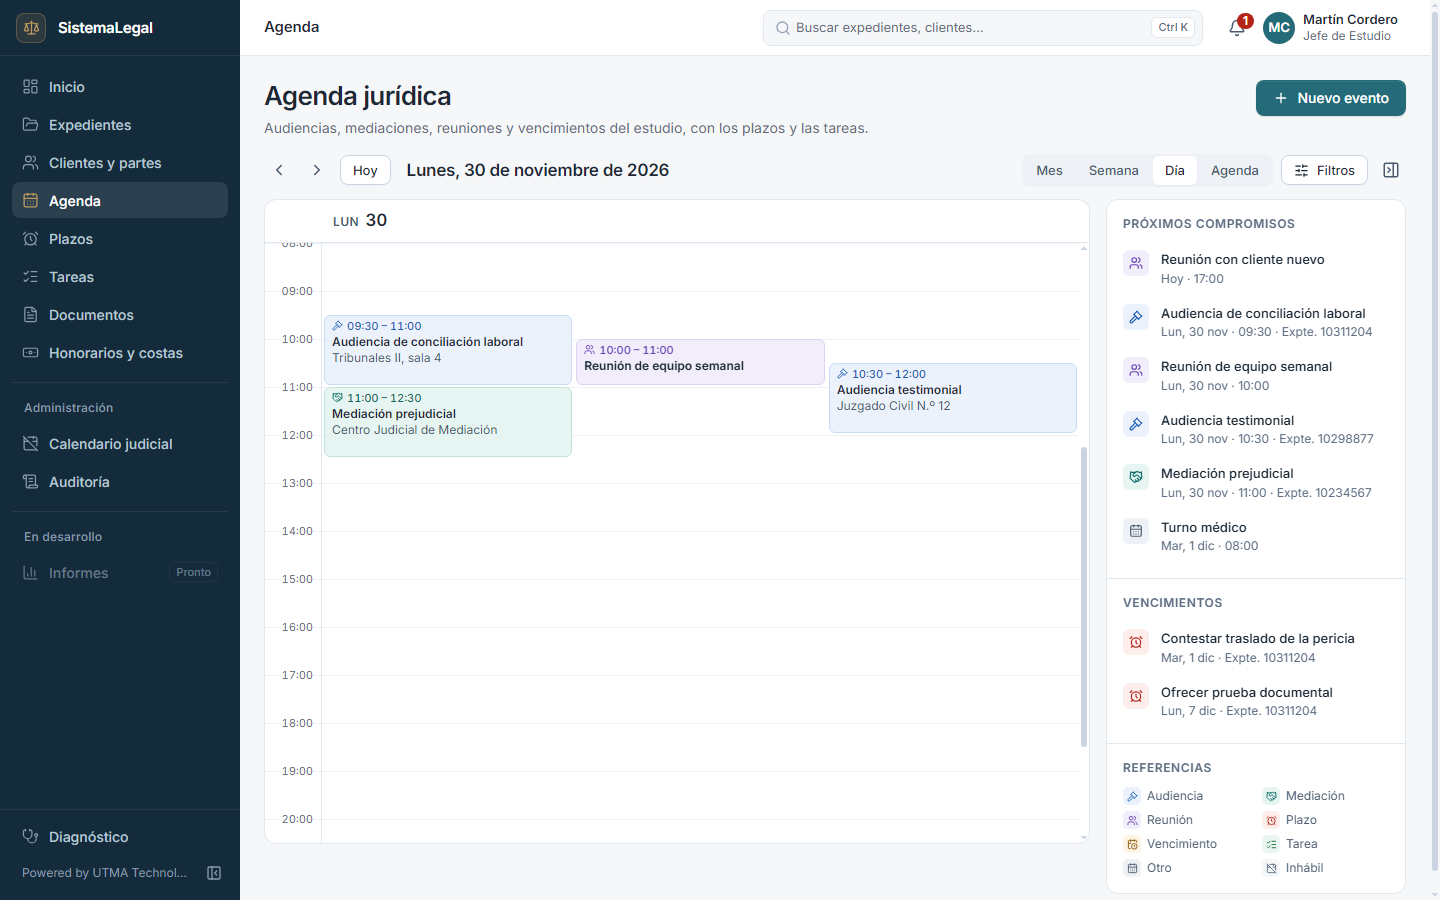 SistemaLegal
Inicio
Expedientes
Clientes y partes
Agenda
Plazos
Tareas
Documentos
Honorarios y costas
Administración
Calendario judicial
Auditoría
En desarrollo
Informes Pronto
Diagnóstico
Powered by UTMA Technol...
Agenda
Buscar expedientes, clientes... Ctrl K
1
MC
Martín Cordero
Jefe de Estudio
Agenda jurídica
Audiencias, mediaciones, reuniones y vencimientos del estudio, con los plazos y las tareas.
Nuevo evento
Hoy
Lunes, 30 de noviembre de 2026
Mes Semana Día Agenda
Filtros
LUN 30
08:00
09:00
10:00
11:00
12:00
13:00
14:00
15:00
16:00
17:00
18:00
19:00
20:00
09:30 – 11:00
Audiencia de conciliación laboral
Tribunales II, sala 4
10:00 – 11:00
Reunión de equipo semanal
10:30 – 12:00
Audiencia testimonial
Juzgado Civil N.º 12
11:00 – 12:30
Mediación prejudicial
Centro Judicial de Mediación
PRÓXIMOS COMPROMISOS
Reunión con cliente nuevo
Hoy · 17:00
Audiencia de conciliación laboral
Lun, 30 nov · 09:30 · Expte. 10311204
Reunión de equipo semanal
Lun, 30 nov · 10:00
Audiencia testimonial
Lun, 30 nov · 10:30 · Expte. 10298877
Mediación prejudicial
Lun, 30 nov · 11:00 · Expte. 10234567
Turno médico
Mar, 1 dic · 08:00
VENCIMIENTOS
Contestar traslado de la pericia
Mar, 1 dic · Expte. 10311204
Ofrecer prueba documental
Lun, 7 dic · Expte. 10311204
REFERENCIAS
Audiencia Mediación
Reunión Plazo
Vencimiento Tarea
Otro Inhábil